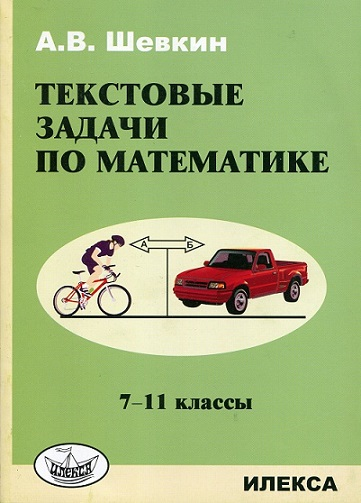 А.В. Шевкин
ТЕКСТОВЫЕ
ЗАДАЧИ
ПО МАТЕМАТИКЕ
А Б
7–11 классы
ИЛЕКСА
ИЛЕКСА